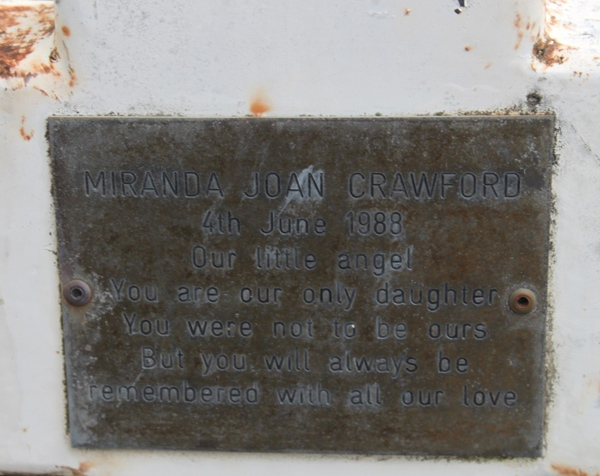 MIRANDA JOAN CRAWFORD
4th June 1988
Our little angel
You are our only daughter
You were not to be ours
But you will always be
remembered with all our love